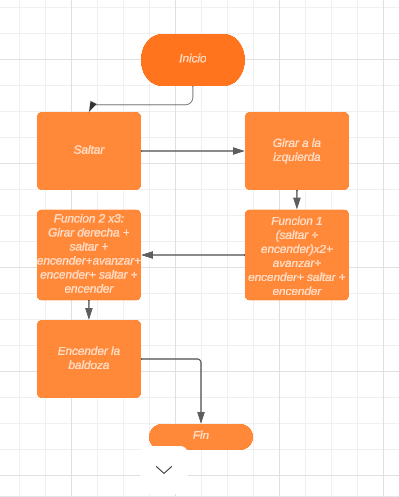 Inicio
Saltar
Girar a la
izquierda
Funcion 2 x3:
Girar derecha +
saltar +
encender+avanzar+
encender+ saltar +
encender
Funcion 1
(saltar +
encender)x2+
avanzar+
encender+ saltar +
encender
Encender la
baldoza
Fin